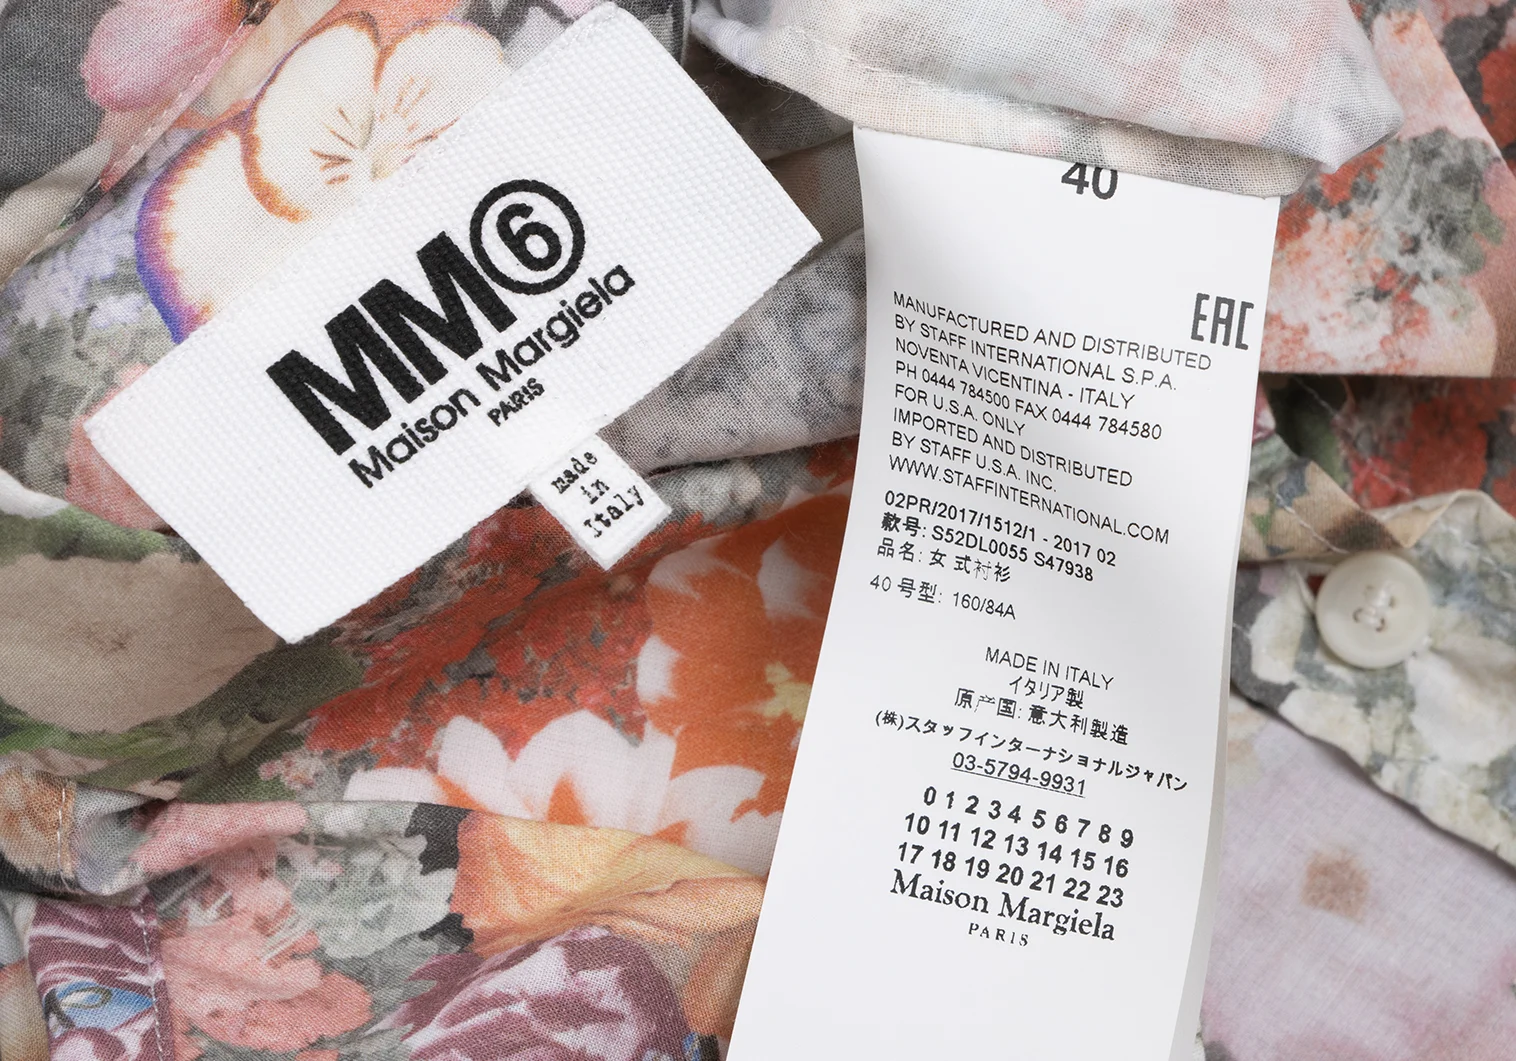 MM⑥
Maison Margiela
PARIS
made
in
Italy
40
EAC
MANUFACTURED AND DISTRIBUTED
BY STAFF INTERNATIONAL S.P.A.
NOVENTA VICENTINA - ITALY
PH 0444 784500 FAX 0444 784580
FOR U.S.A. ONLY
IMPORTED AND DISTRIBUTED
BY STAFF U.S.A. INC.
WWW.STAFFINTERNATIONAL.COM
02PR/2017/1512/1 - 2017 02
款号: S52DL0055 S47938
品名: 女 式衬衫
40 号型: 160/84A
MADE IN ITALY
イタリア製
原产国: 意大利製造
(株)スタッフインターナショナルジャパン
03-5794-9931
0 1 2 3 4 5 6 7 8 9
10 11 12 13 14 15 16
17 18 19 20 21 22 23
Maison Margiela
PARIS